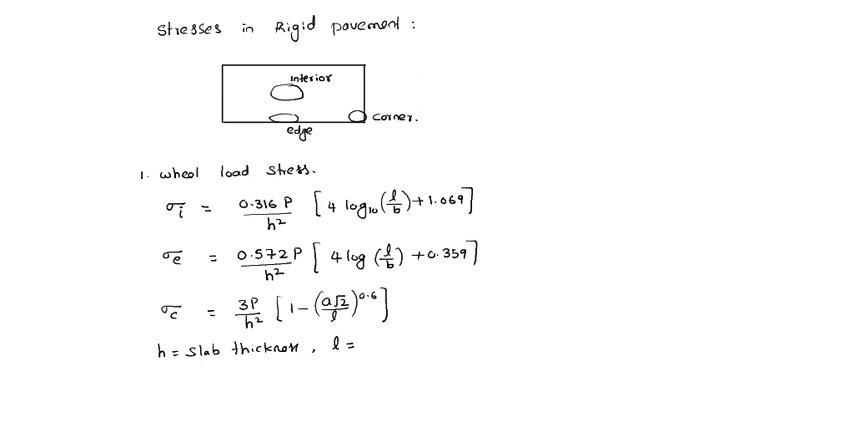 Stresses in Rigid pavement :
interior
corner.
edge
1. wheel load stress.
σi = 0.316 P / h² [ 4 log₁₀ (l/b) + 1.069 ]
σe = 0.572 P / h² [ 4 log (l/b) + 0.359 ]
σc = 3P / h² [ 1 - (a√2 / l)^0.6 ]
h = slab thickness , l =